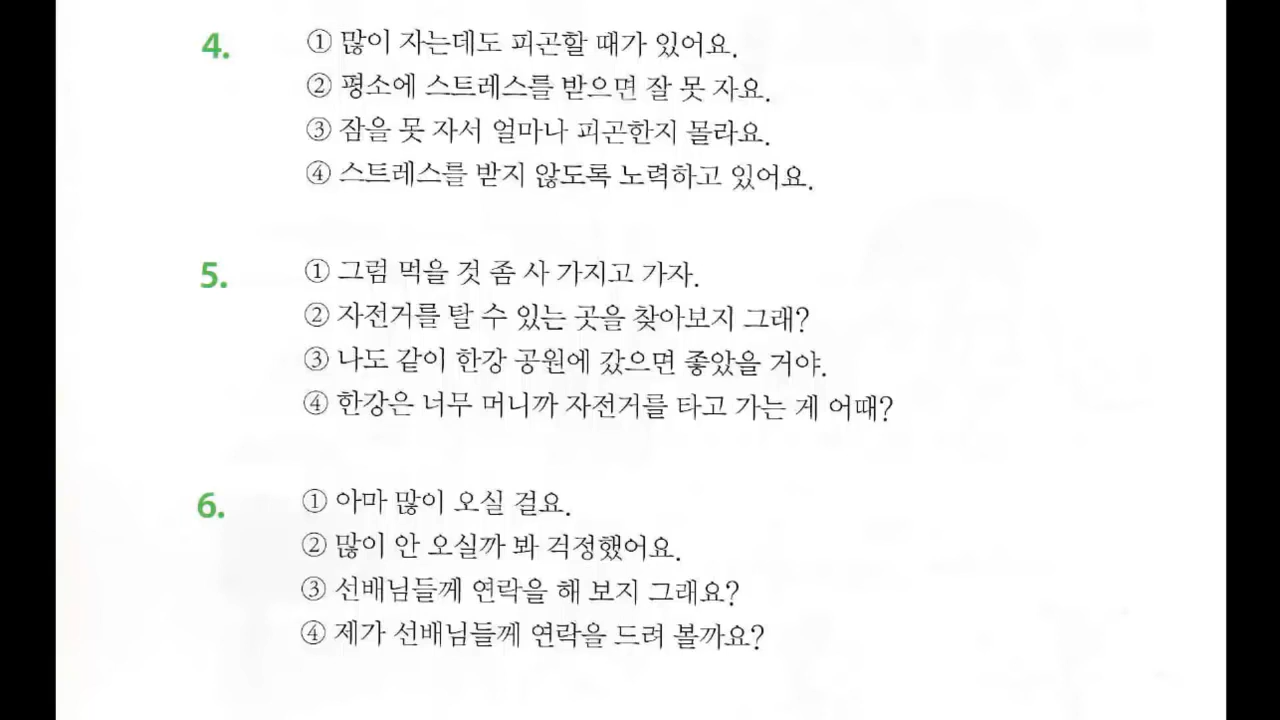 4. ① 많이 자는데도 피곤할 때가 있어요.
② 평소에 스트레스를 받으면 잘 못 자요.
③ 잠을 못 자서 얼마나 피곤한지 몰라요.
④ 스트레스를 받지 않도록 노력하고 있어요.
5. ① 그럼 먹을 것 좀 사 가지고 가자.
② 자전거를 탈 수 있는 곳을 찾아보지 그래?
③ 나도 같이 한강 공원에 갔으면 좋았을 거야.
④ 한강은 너무 머니까 자전거를 타고 가는 게 어때?
6. ① 아마 많이 오실 걸요.
② 많이 안 오실까 봐 걱정했어요.
③ 선배님들께 연락을 해 보지 그래요?
④ 제가 선배님들께 연락을 드려 볼까요?